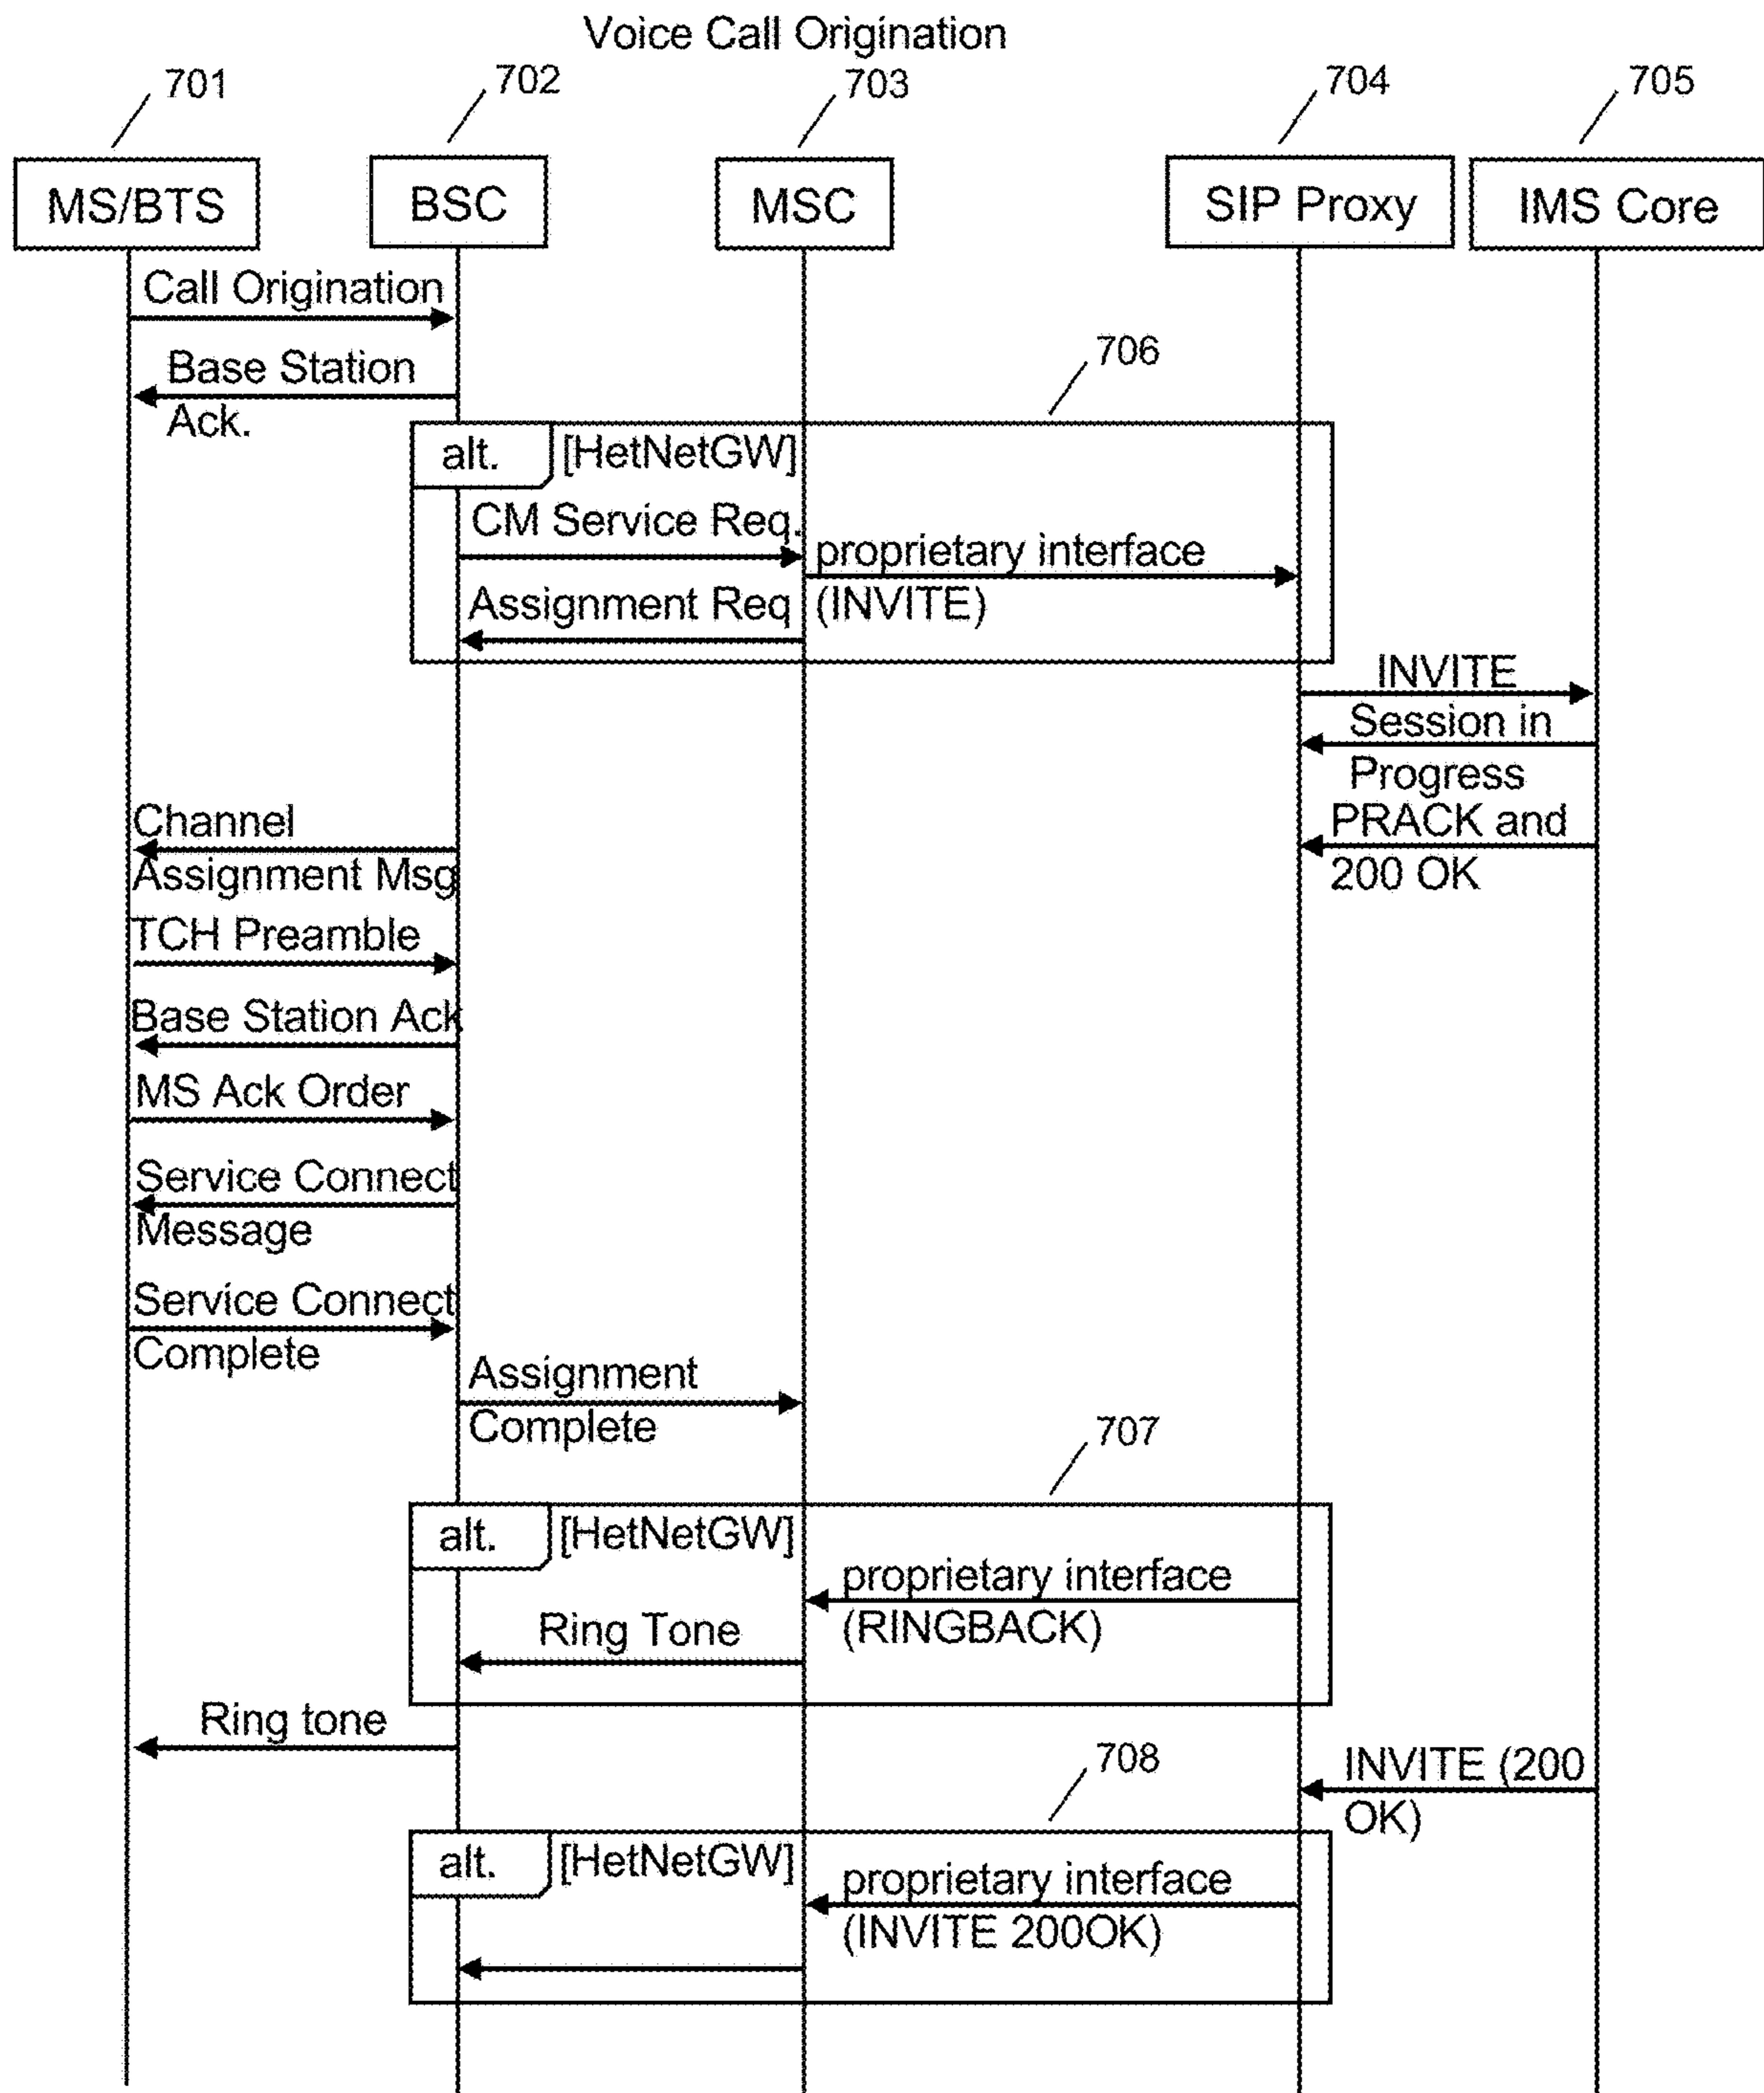 Voice Call Origination
701
702
703
704
705
MS/BTS
BSC
MSC
SIP Proxy
IMS Core
Call Origination
Base Station
Ack.
706
alt.
[HetNetGW]
CM Service Req.
proprietary interface
(INVITE)
Assignment Req
INVITE
Session in
Progress
PRACK and
200 OK
Channel
Assignment Msg
TCH Preamble
Base Station Ack
MS Ack Order
Service Connect
Message
Service Connect
Complete
Assignment
Complete
707
alt.
[HetNetGW]
proprietary interface
(RINGBACK)
Ring Tone
Ring tone
INVITE (200
OK)
708
alt.
[HetNetGW]
proprietary interface
(INVITE 200OK)